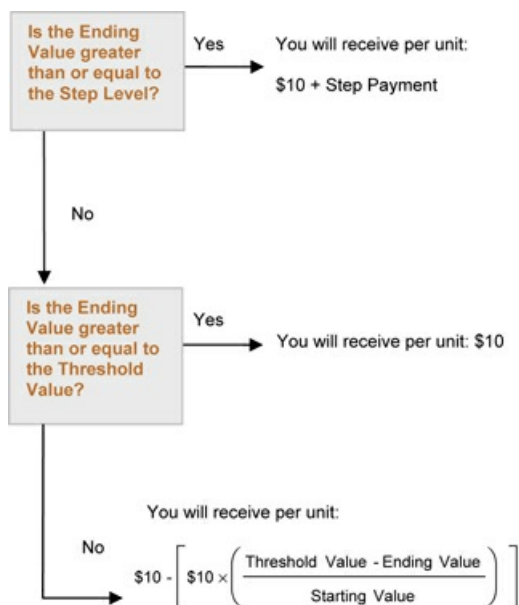 Is the Ending
Value greater
than or equal to
the Step Level?
Yes
You will receive per unit:
$10 + Step Payment
No
Is the Ending
Value greater
than or equal to
the Threshold
Value?
Yes
You will receive per unit: $10
You will receive per unit:
No
$10 - [ $10 × ( Threshold Value - Ending Value
Starting Value ) ]